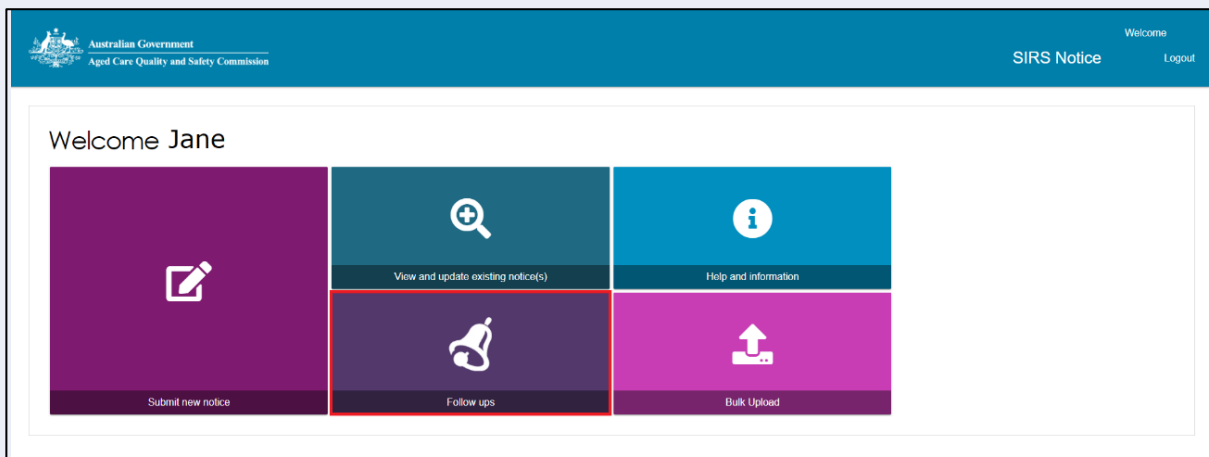 Australian Government
Aged Care Quality and Safety Commission
Welcome
SIRS Notice
Logout
Welcome Jane
View and update existing notice(s)
Help and information
Submit new notice
Follow ups
Bulk Upload